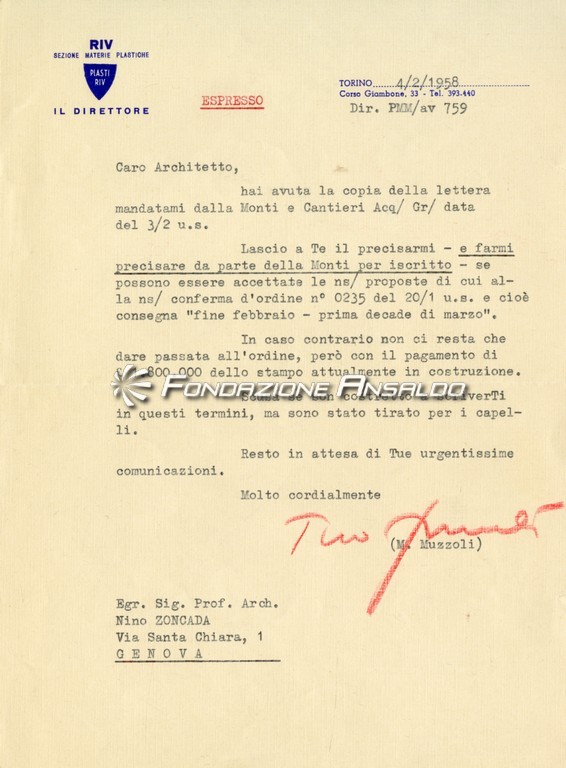 RIV
SEZIONE MATERIE PLASTICHE
PLASTI
RIV
IL DIRETTORE
ESPRESSO
TORINO 4/2/1958
Corso Giambone, 33 - Tel. 393.440
Dir. PMM/av 759
Caro Architetto,
hai avuta la copia della lettera
mandatami dalla Monti e Cantieri Acq/ Gr/ data
del 3/2 u.s.
Lascio a Te il precisarmi - e farmi
precisare da parte della Monti per iscritto - se
possono essere accettate le ns/ proposte di cui al-
la ns/ conferma d'ordine n° 0235 del 20/1 u.s. e cioè
consegna "fine febbraio - prima decade di marzo".
In caso contrario non ci resta che
dare passata all'ordine, però con il pagamento di
800.000 dello stampo attualmente in costruzione.
FONDAZIONE ANSALDO
Scusa se son costretto a scriverTi
in questi termini, ma sono stato tirato per i capel-
li.
Resto in attesa di Tue urgentissime
comunicazioni.
Molto cordialmente
Tuo
(M. Muzzoli)
Egr. Sig. Prof. Arch.
Nino ZONCADA
Via Santa Chiara, 1
GENOVA